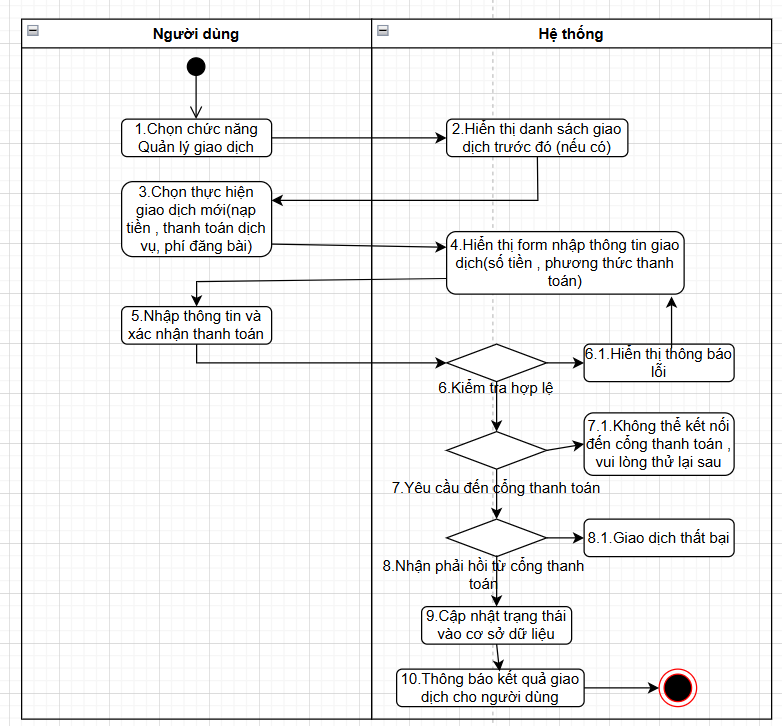 Người dùng
Hệ thống
1.Chọn chức năng
Quản lý giao dịch
2.Hiển thị danh sách giao
dịch trước đó (nếu có)
3.Chọn thực hiện
giao dịch mới(nạp
tiền , thanh toán dịch
vụ, phí đăng bài)
4.Hiển thị form nhập thông tin giao
dịch(số tiền , phương thức thanh
toán)
5.Nhập thông tin và
xác nhận thanh toán
6.Kiểm tra hợp lệ
6.1.Hiển thị thông báo
lỗi
7.Yêu cầu đến cổng thanh toán
7.1.Không thể kết nối
đến cổng thanh toán ,
vui lòng thử lại sau
8.Nhận phải hồi từ cổng thanh
toán
8.1.Giao dịch thất bại
9.Cập nhật trạng thái
vào cơ sở dữ liệu
10.Thông báo kết quả giao
dịch cho người dùng